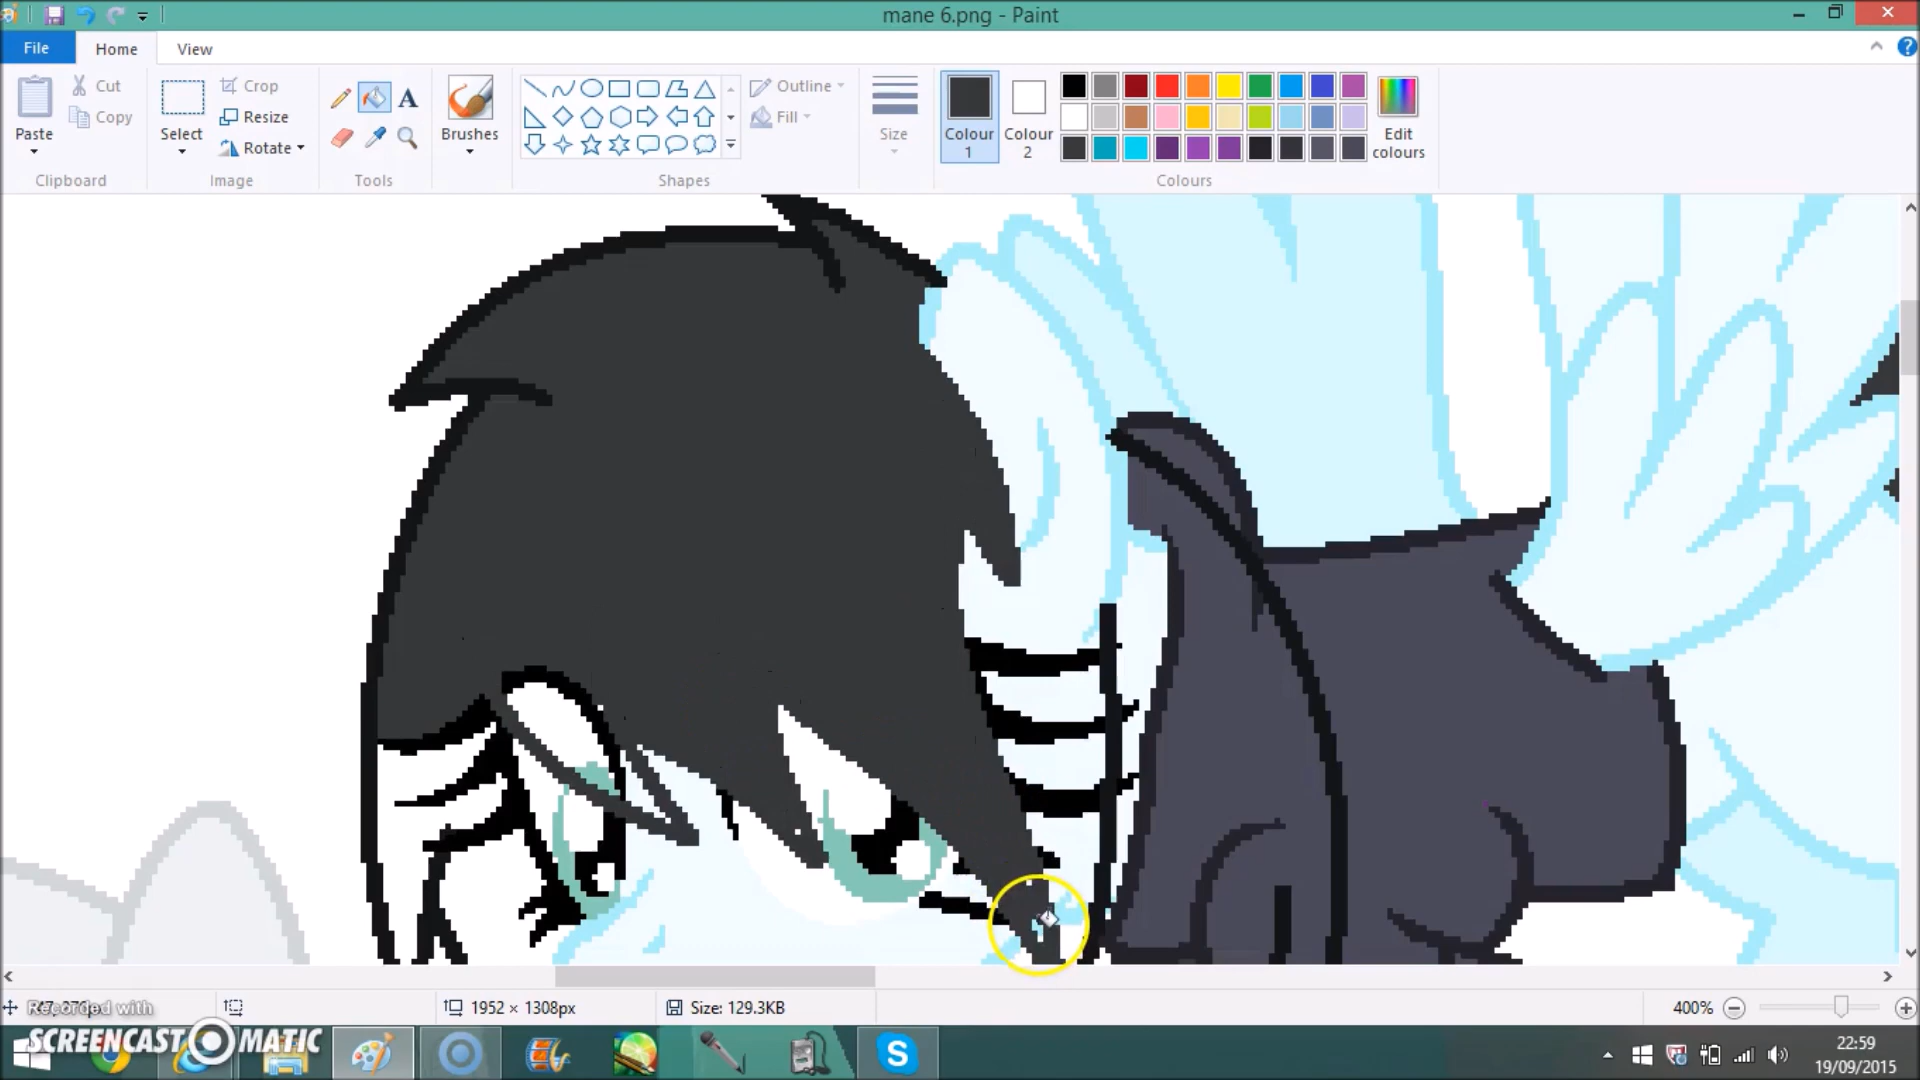 mane 6.png - Paint
File Home View
Paste
Cut
Copy
Clipboard
Select
Crop
Resize
Rotate
Image
A
Tools
Brushes
Shapes
Outline
Fill
Size
Colour 1
Colour 2
Edit colours
Colours
Recorded with
SCREENCAST MATIC
1952 × 1308px
Size: 129.3KB
400%
S
22:59
19/09/2015